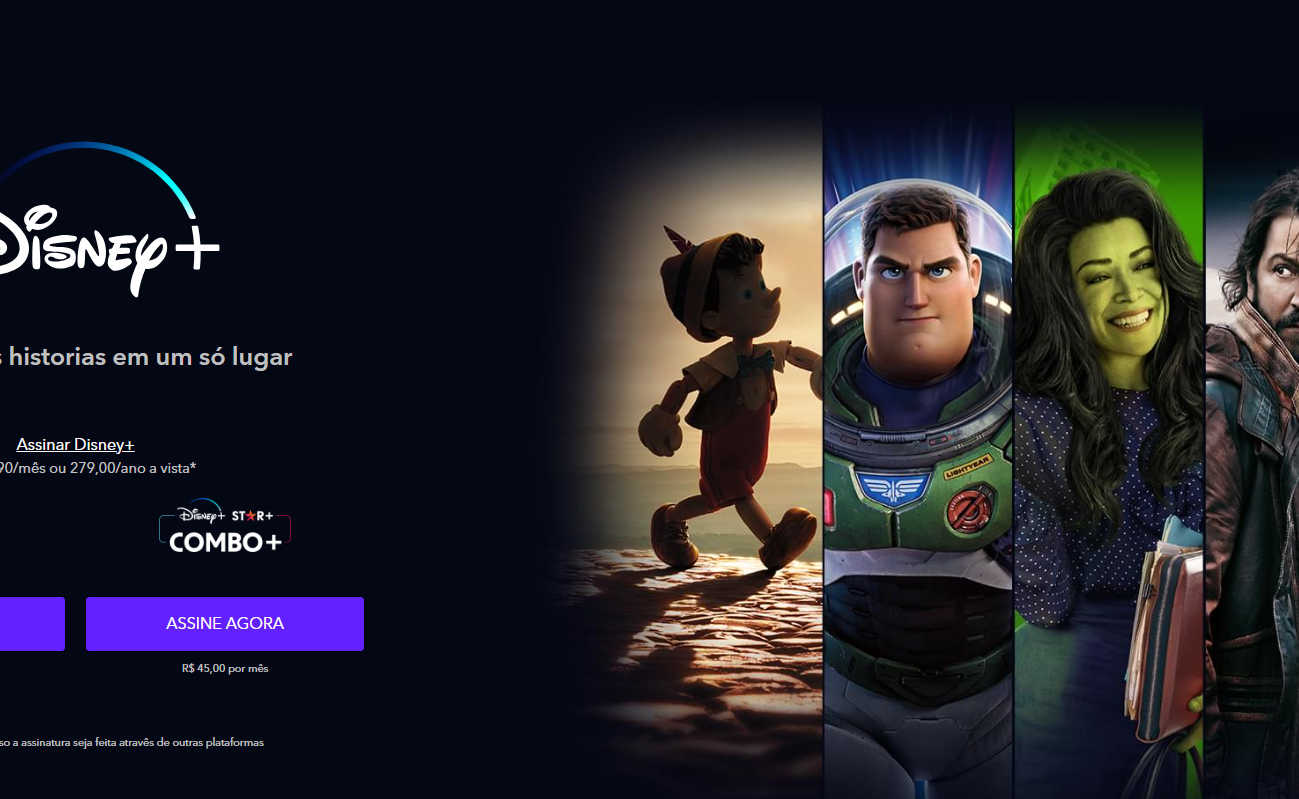 Disney+
historias em um só lugar
Assinar Disney+
90/mês ou 279,00/ano a vista*
Disney+ STAR+
COMBO+
ASSINE AGORA
R$ 45,00 por mês
a assinatura seja feita através de outras plataformas
LIGHTYEAR